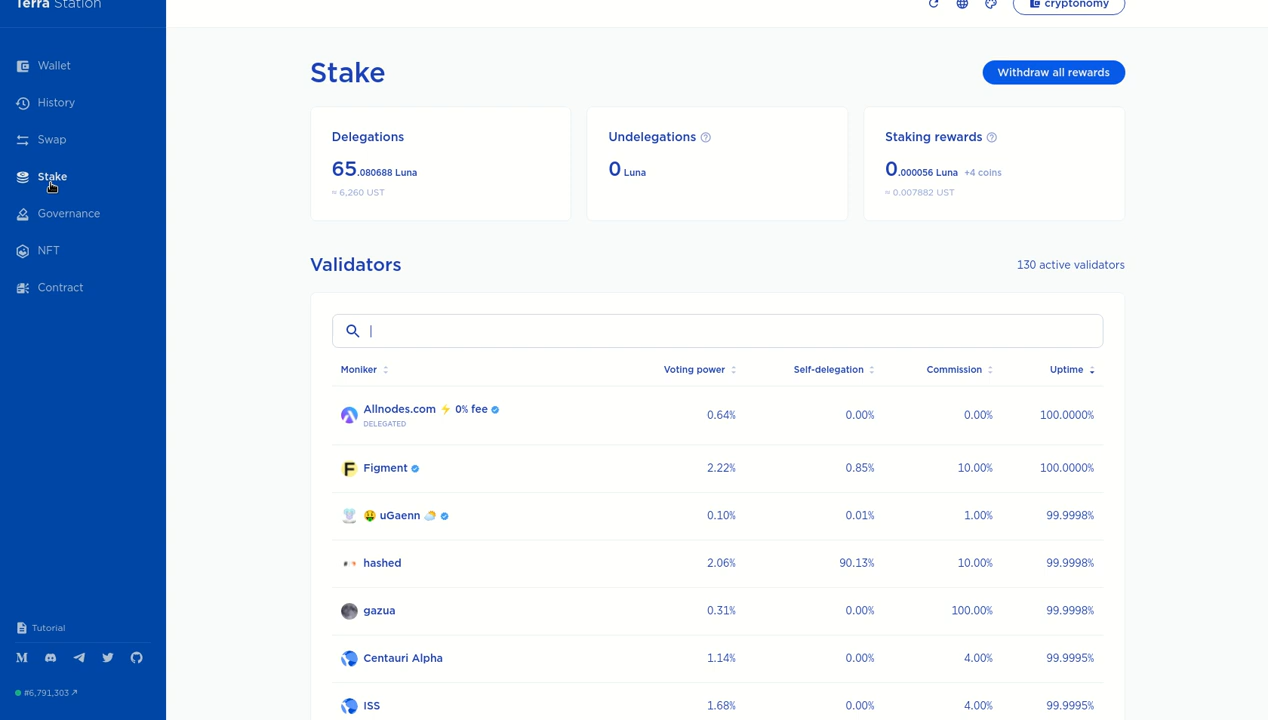 Terra Station
cryptonomy
Wallet
History
Swap
Stake
Governance
NFT
Contract
Tutorial
#6,791,303
Stake
Withdraw all rewards
Delegations
65.080688 Luna
≈ 6,260 UST
Undelegations
0 Luna
Staking rewards
0.000056 Luna +4 coins
≈ 0.007882 UST
Validators
130 active validators
Moniker Voting power Self-delegation Commission Uptime
Allnodes.com ⚡ 0% fee 0.64% 0.00% 0.00% 100.0000%
DELEGATED
Figment 2.22% 0.85% 10.00% 100.0000%
🤑 uGaenn 🌥 0.10% 0.01% 1.00% 99.9998%
hashed 2.06% 90.13% 10.00% 99.9998%
gazua 0.31% 0.00% 100.00% 99.9998%
Centauri Alpha 1.14% 0.00% 4.00% 99.9995%
ISS 1.68% 0.00% 4.00% 99.9995%